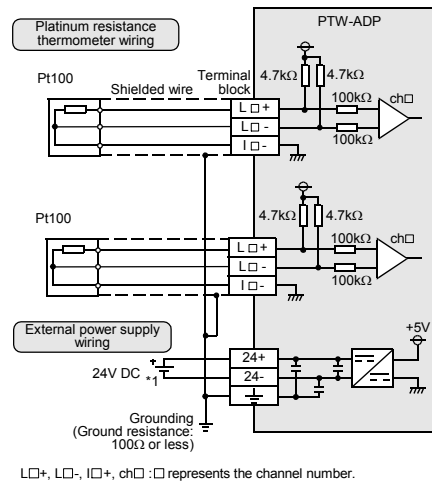 Platinum resistance
thermometer wiring
PTW-ADP
Pt100
Shielded wire
Terminal
block
4.7kΩ
4.7kΩ
100kΩ
ch□
L□+
L□-
I□-
100kΩ
Pt100
4.7kΩ
4.7kΩ
100kΩ
ch□
L□+
L□-
I□-
100kΩ
External power supply
wiring
+5V
24V DC
+
*1
24+
24-
Grounding
(Ground resistance:
100Ω or less)
L□+, L□-, I□+, ch□ :□ represents the channel number.